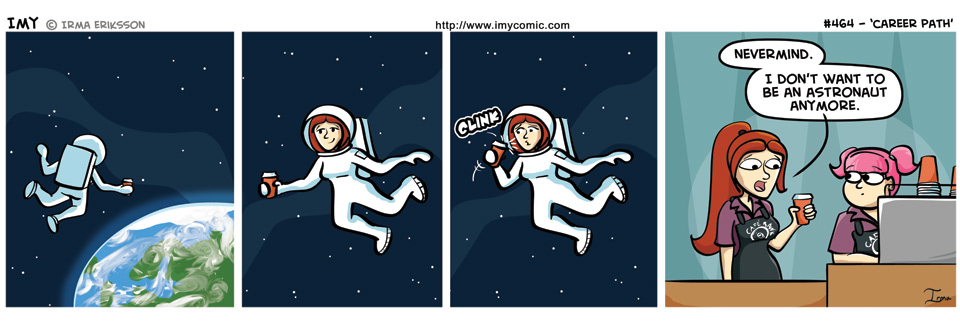 IMY © IRMA ERIKSSON
http://www.imycomic.com
#464 – 'CAREER PATH'
CLINK
NEVERMIND.
I DON'T WANT TO
BE AN ASTRONAUT
ANYMORE.
CAFE
Irma